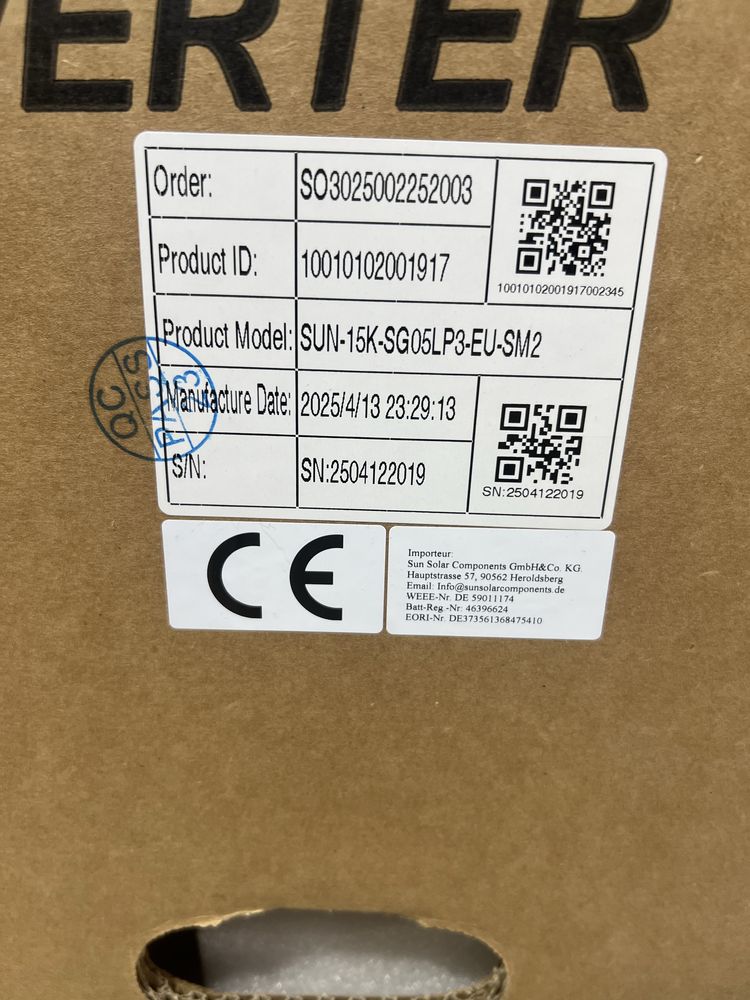 VERTER
Order: SO3025002252003
Product ID: 10010102001917
10010102001917002345
Product Model: SUN-15K-SG05LP3-EU-SM2
Manufacture Date: 2025/4/13 23:29:13
S/N: SN:2504122019
SN:2504122019
QC
CE
Importeur:
Sun Solar Components GmbH&Co. KG.
Hauptstrasse 57, 90562 Heroldsberg
Email: Info@sunsolarcomponents.de
WEEE-Nr. DE 59011174
Batt-Reg.-Nr: 46396624
EORI-Nr. DE373561368475410